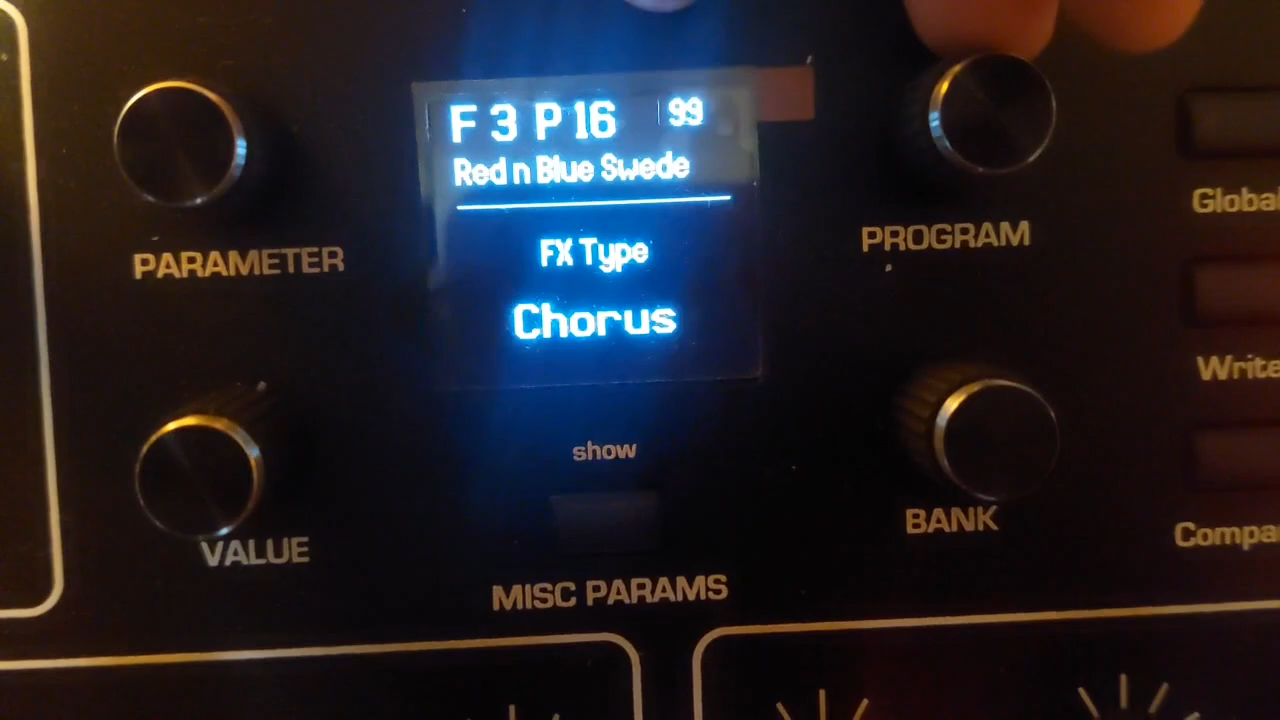 F 3 P 16 99
Red n Blue Swede
FX Type
Chorus
PARAMETER
PROGRAM
Global
show
Write
VALUE
BANK
Compa
MISC PARAMS